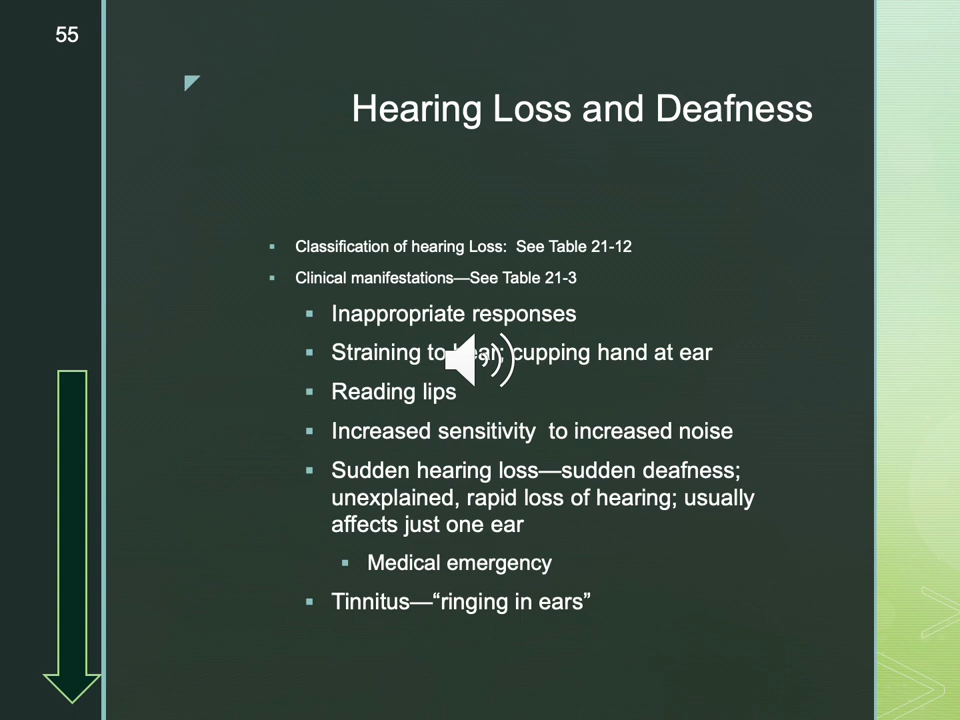 55
Hearing Loss and Deafness
Classification of hearing Loss:  See Table 21-12
Clinical manifestations—See Table 21-3
Inappropriate responses
Straining to hear; cupping hand at ear
Reading lips
Increased sensitivity  to increased noise
Sudden hearing loss—sudden deafness;
unexplained, rapid loss of hearing; usually
affects just one ear
Medical emergency
Tinnitus—“ringing in ears”